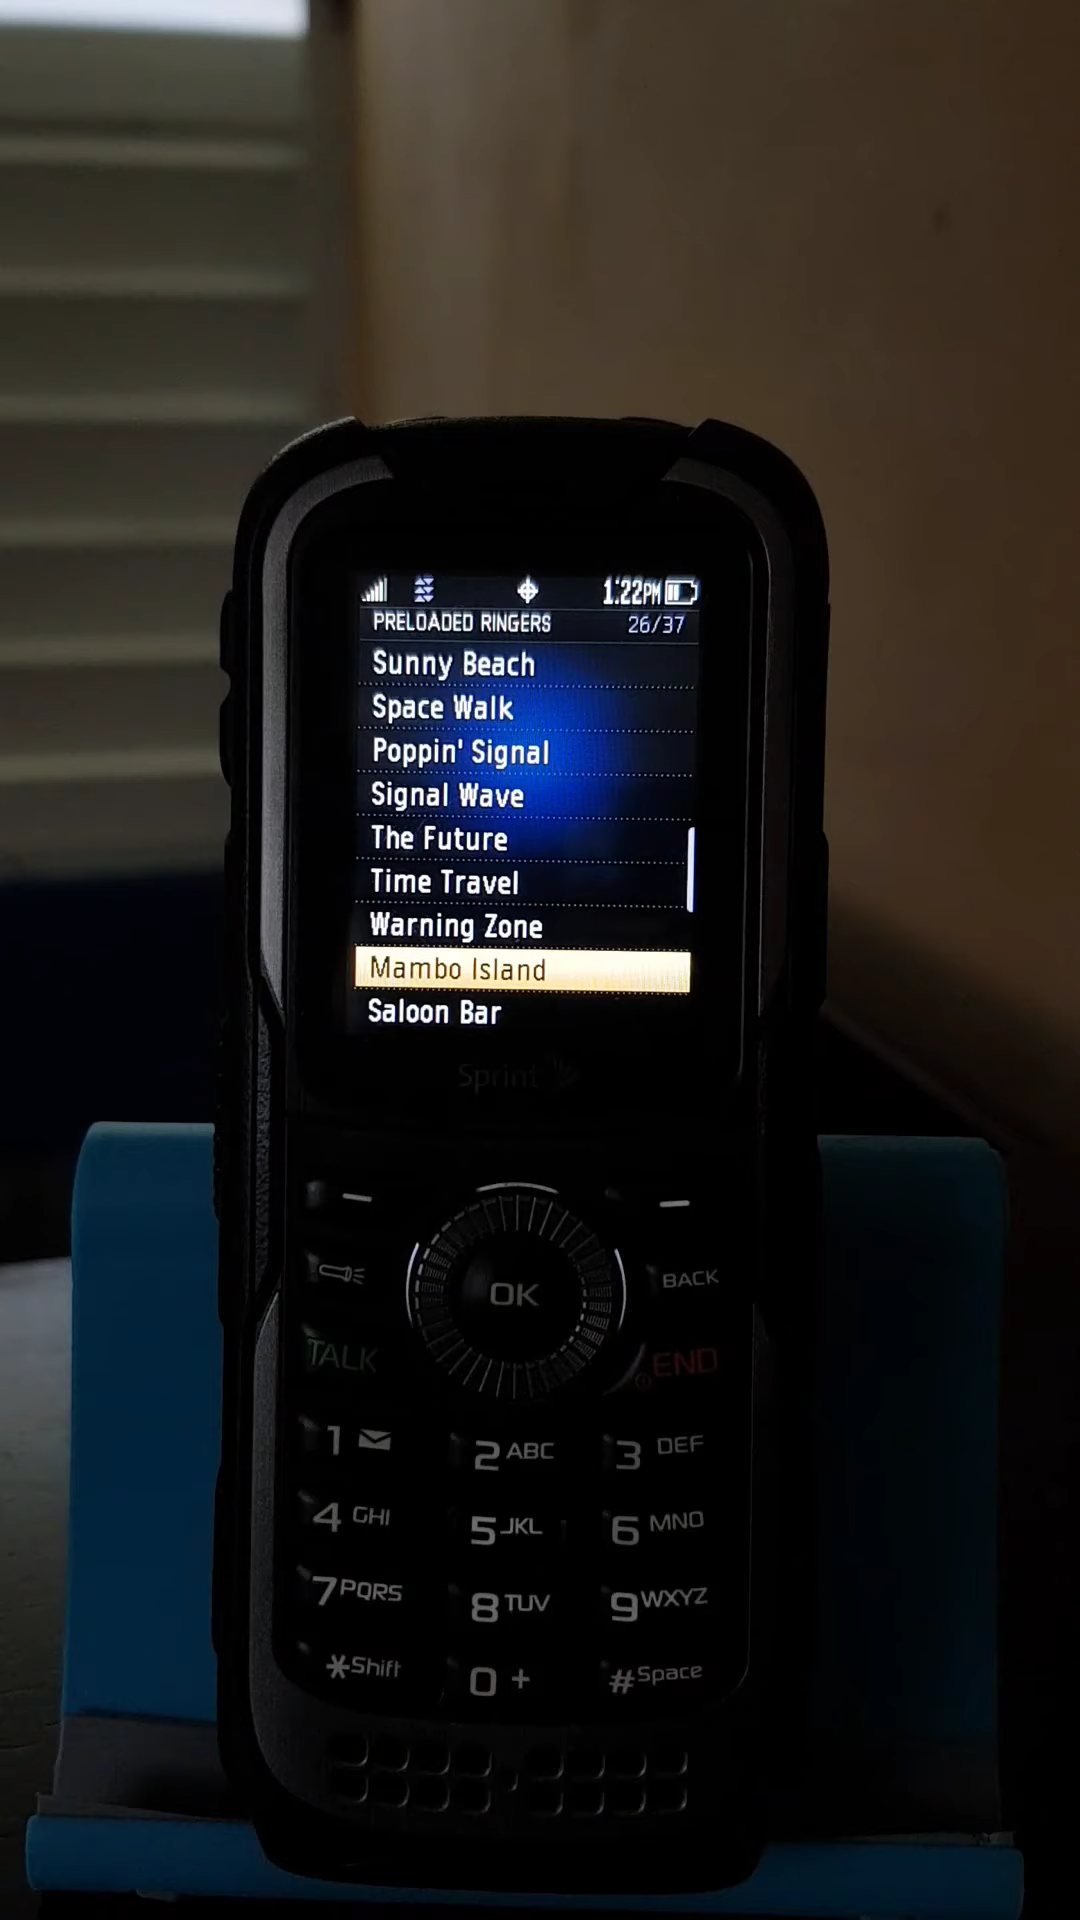 1:22PM
PRELOADED RINGERS 26/37
Sunny Beach
Space Walk
Poppin' Signal
Signal Wave
The Future
Time Travel
Warning Zone
Mambo Island
Saloon Bar
Sprint
OK
BACK
TALK
END
1
2 ABC
3 DEF
4 GHI
5 JKL
6 MNO
7 PQRS
8 TUV
9 WXYZ
* Shift
0 +
# Space